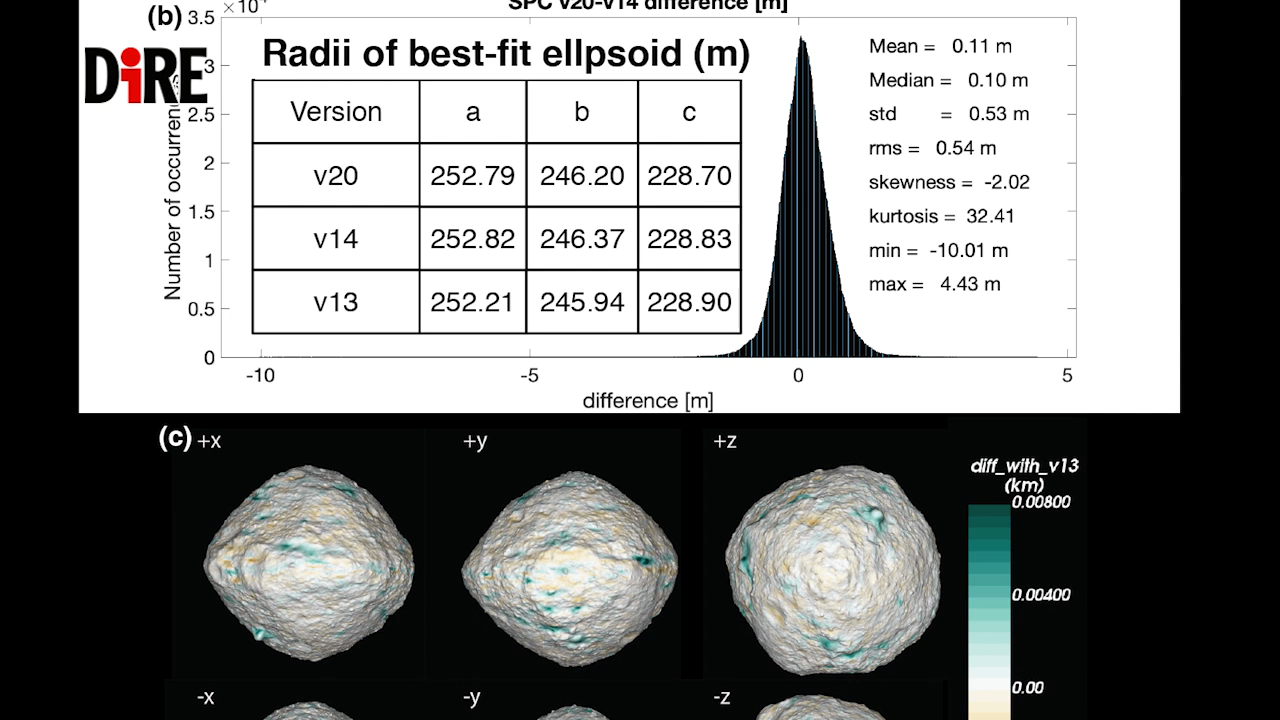 SPC v20-v14 difference [m]
(b)
3.5
DiRE
Radii of best-fit ellpsoid (m)
Version a b c
v20 252.79 246.20 228.70
v14 252.82 246.37 228.83
v13 252.21 245.94 228.90
Mean = 0.11 m
Median = 0.10 m
std = 0.53 m
rms = 0.54 m
skewness = -2.02
kurtosis = 32.41
min = -10.01 m
max = 4.43 m
Number of
3
2.5
2
1.5
1
0.5
0
-10 -5 0 5
difference [m]
(c)
+x +y +z
diff_with_v13
(km)
0.00800
0.00400
0.00
-x -y -z